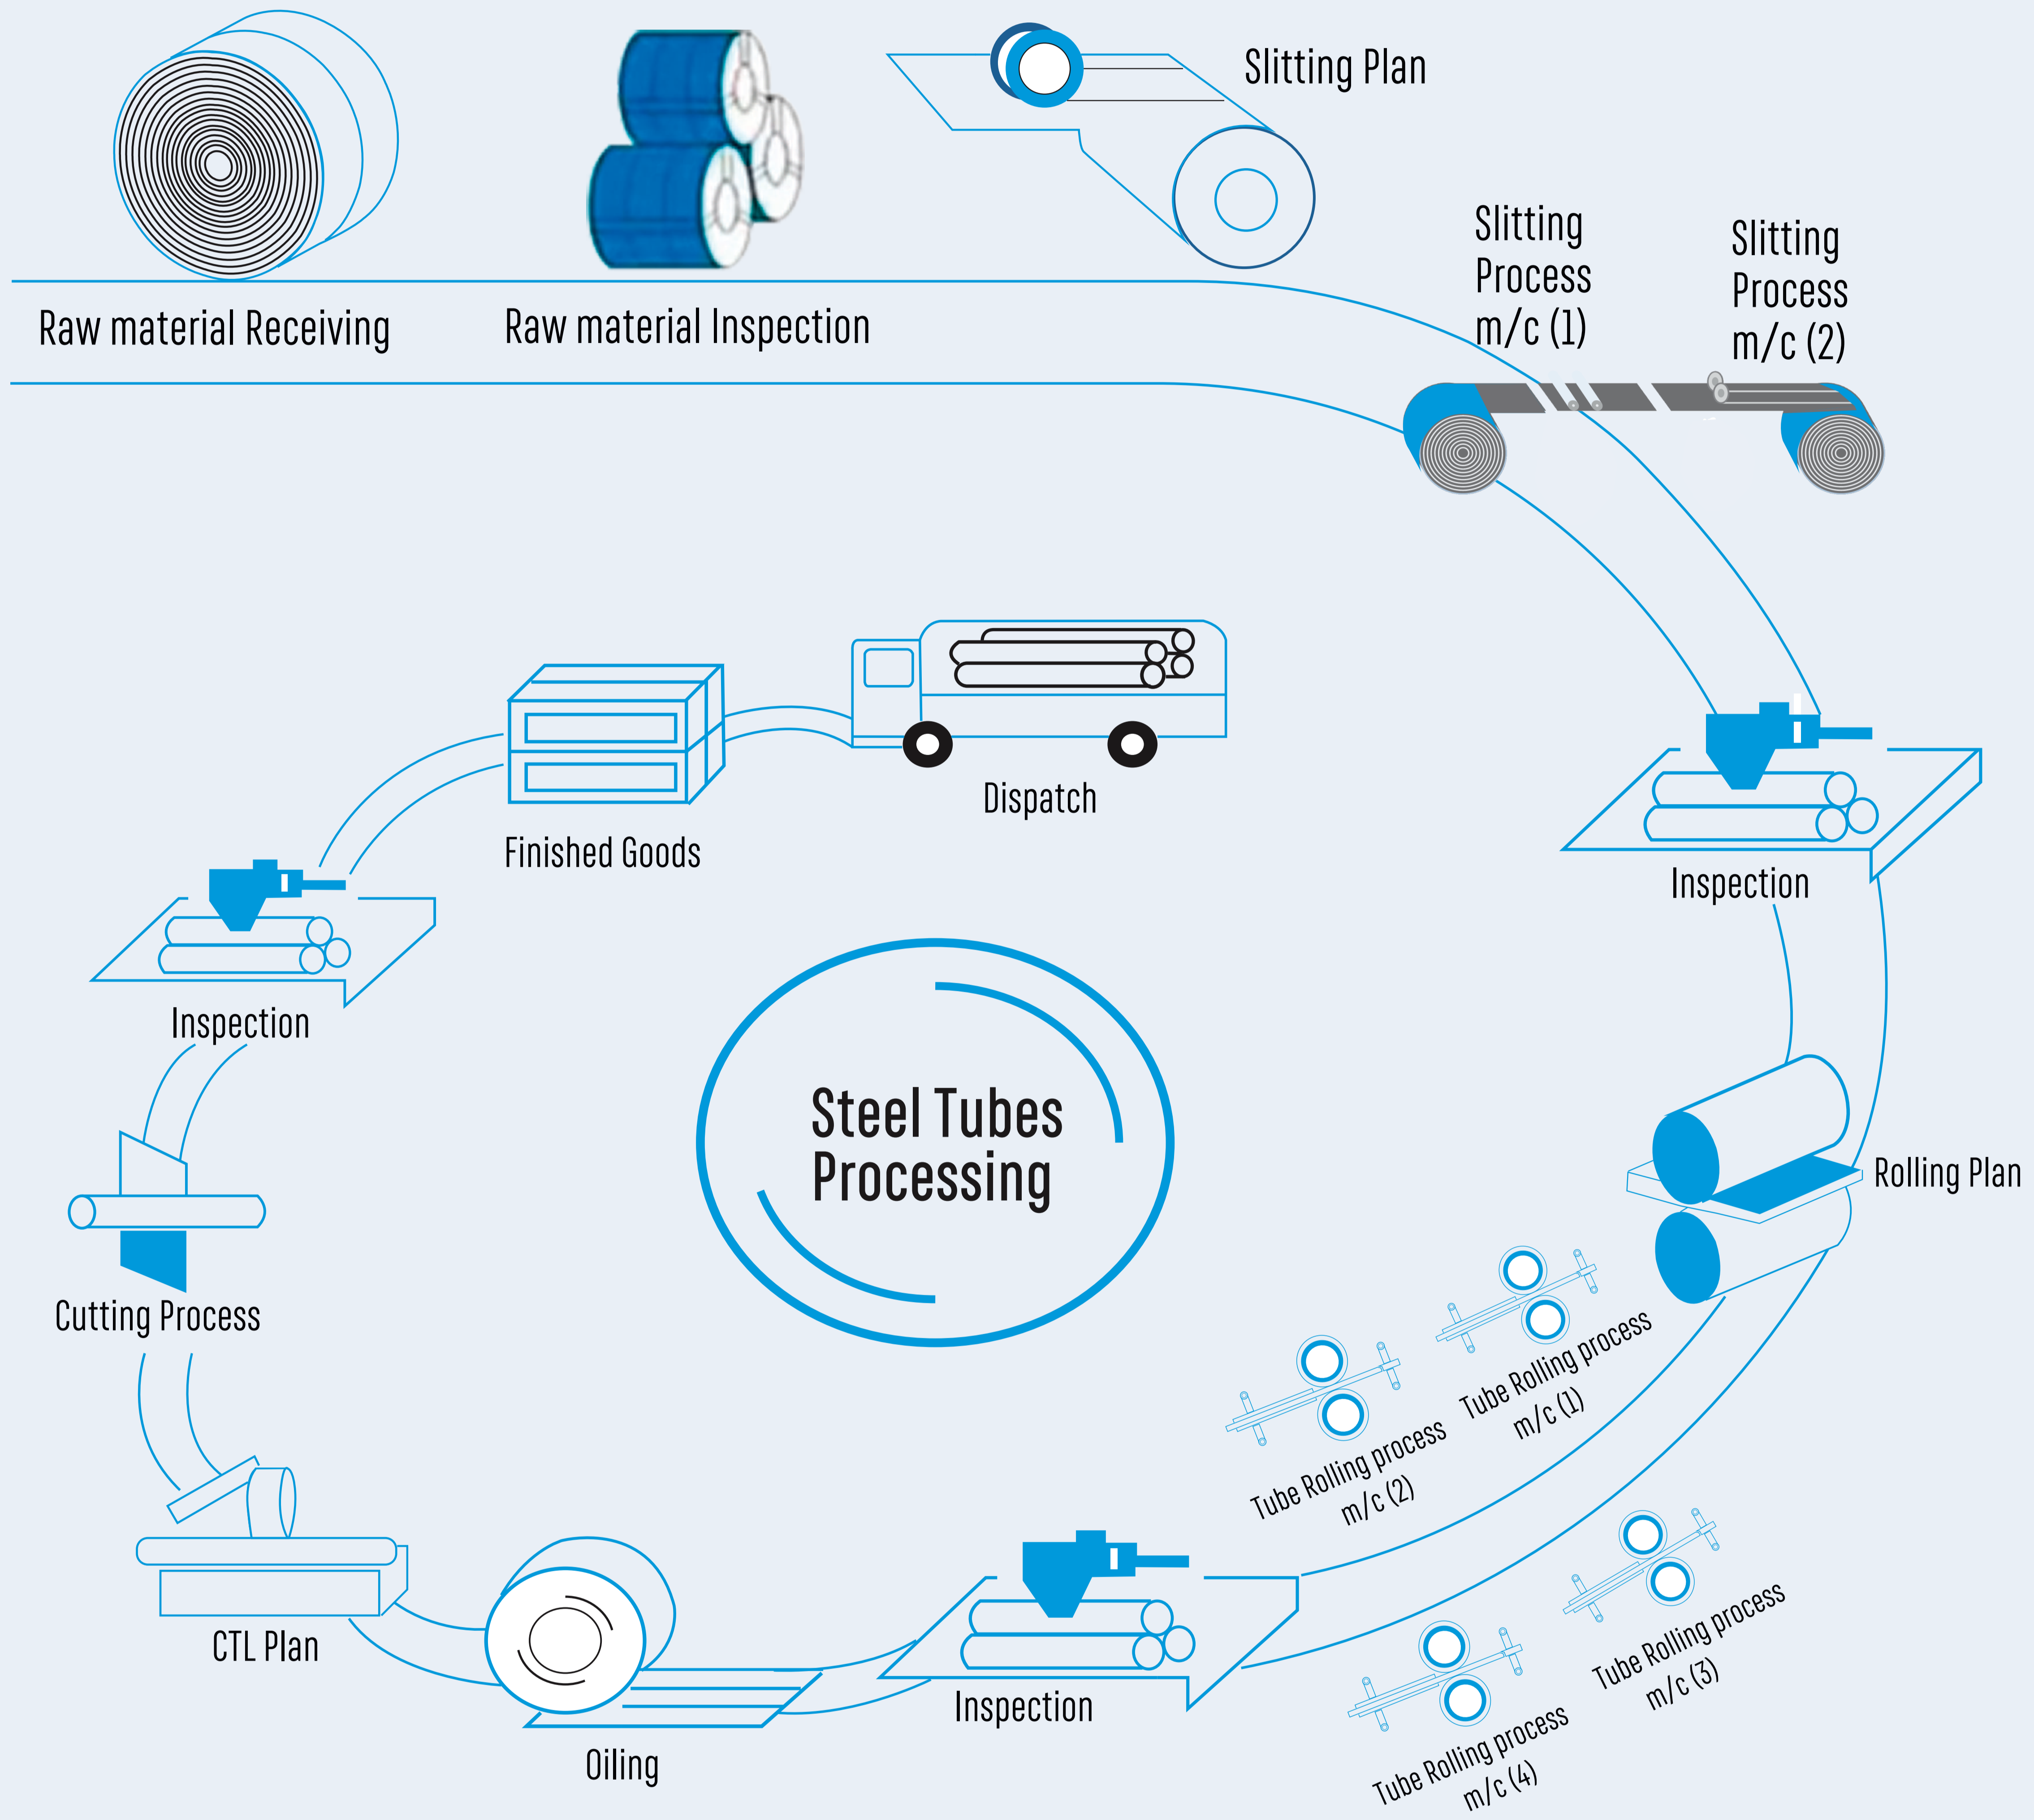 Slitting Plan
Raw material Receiving
Raw material Inspection
Slitting
Process
m/c (1)
Slitting
Process
m/c (2)
Inspection
Rolling Plan
Tube Rolling process
m/c (1)
Tube Rolling process
m/c (2)
Tube Rolling process
m/c (3)
Tube Rolling process
m/c (4)
Inspection
Oiling
CTL Plan
Cutting Process
Inspection
Finished Goods
Dispatch
Steel Tubes
Processing